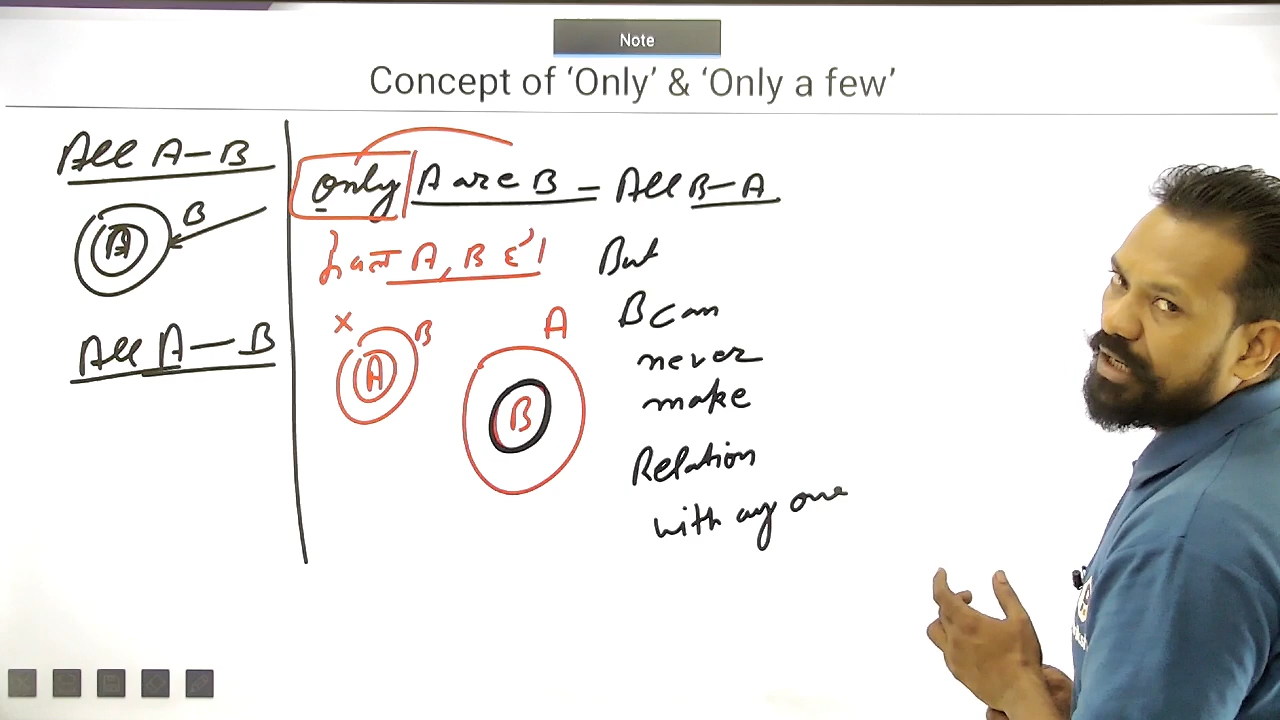 Note
Concept of ‘Only’ & ‘Only a few’
All A – B
B
A
All A – B
Only A are B – All B – A
केवल A, B है।
x
B
A
A
B
But
B can
never
make
Relation
with any one